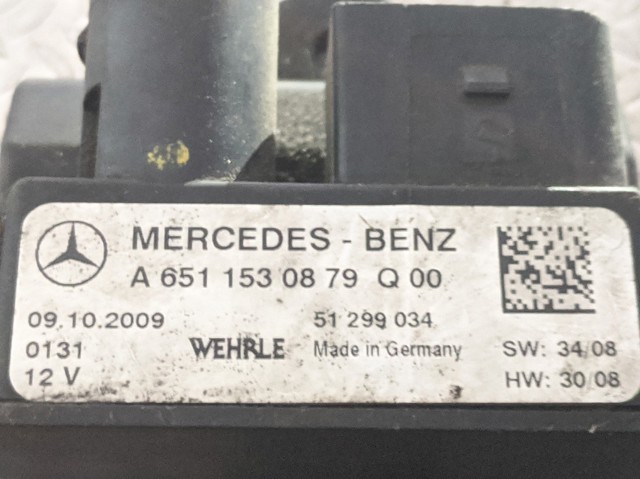 MERCEDES - BENZ
A 651 153 08 79 Q 00
09.10.2009 51 299 034
0131 WEHRLE Made in Germany SW: 34/08
12 V HW: 30/08